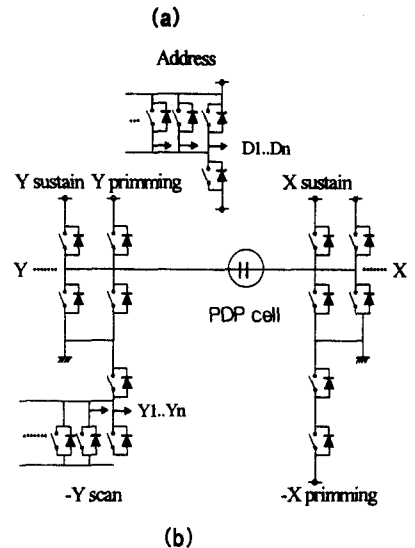 (a)
Address
D1..Dn
Y sustain Y primming X sustain
Y X
PDP cell
Y1..Yn
-Y scan -X primming
(b)